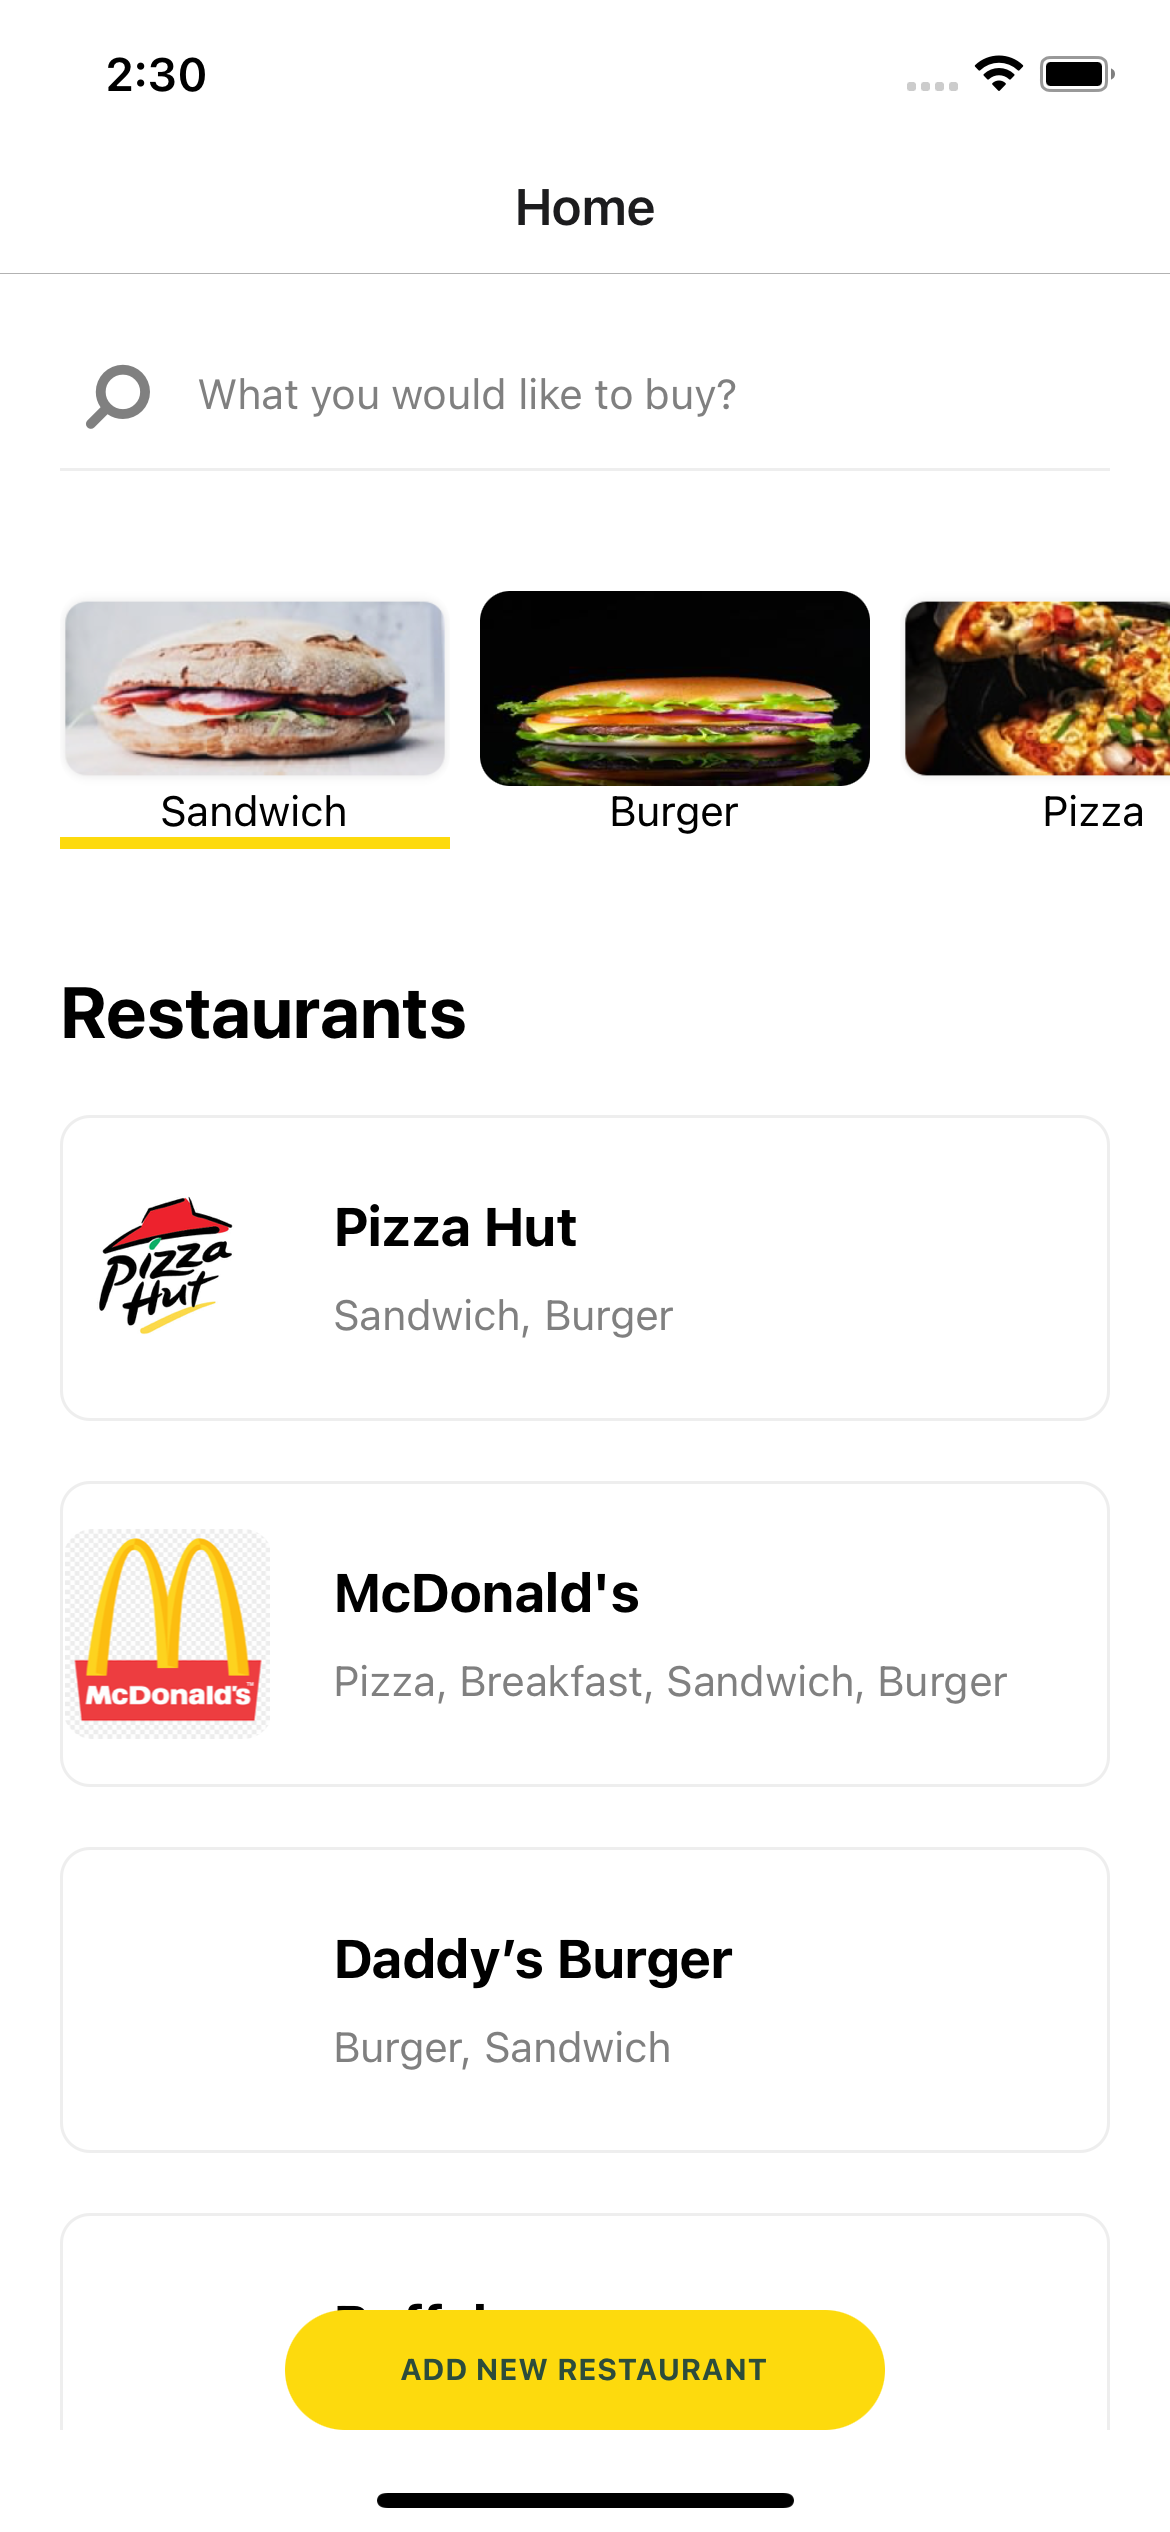 2:30
Home
What you would like to buy?
Sandwich
Burger
Pizza
Restaurants
Pizza Hut
Pizza
Hut
Sandwich, Burger
McDonald's
McDonald's™
Pizza, Breakfast, Sandwich, Burger
Daddy’s Burger
Burger, Sandwich
ADD NEW RESTAURANT